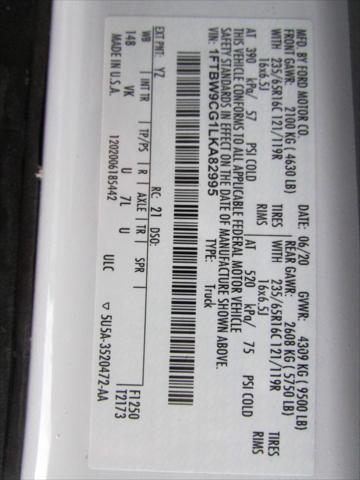 MFD. BY FORD MOTOR CO. DATE: 06/20 GVWR: 4309 KG ( 9500 LB)
FRONT GAWR: 2100 KG ( 4630 LB) REAR GAWR: 2608 KG ( 5750 LB)
WITH 235/65R16C 121/119R TIRES WITH 235/65R16C 121/119R TIRES
16x6.5J RIMS 16x6.5J RIMS
AT 390 kPa/ 57 PSI COLD AT 520 kPa/ 75 PSI COLD
THIS VEHICLE CONFORMS TO ALL APPLICABLE FEDERAL MOTOR VEHICLE
SAFETY STANDARDS IN EFFECT ON THE DATE OF MANUFACTURE SHOWN ABOVE.
VIN: 1FTBW9CG1LKA82995 TYPE: Truck
EXT PNT: YZ RC: 21 DSO:
WB INT TR TP/PS R AXLE TR SPR
148 VK U 7L U
MADE IN U.S.A. 1202006185442 ULC
5U5A-3520472-AA
F1250
T2173